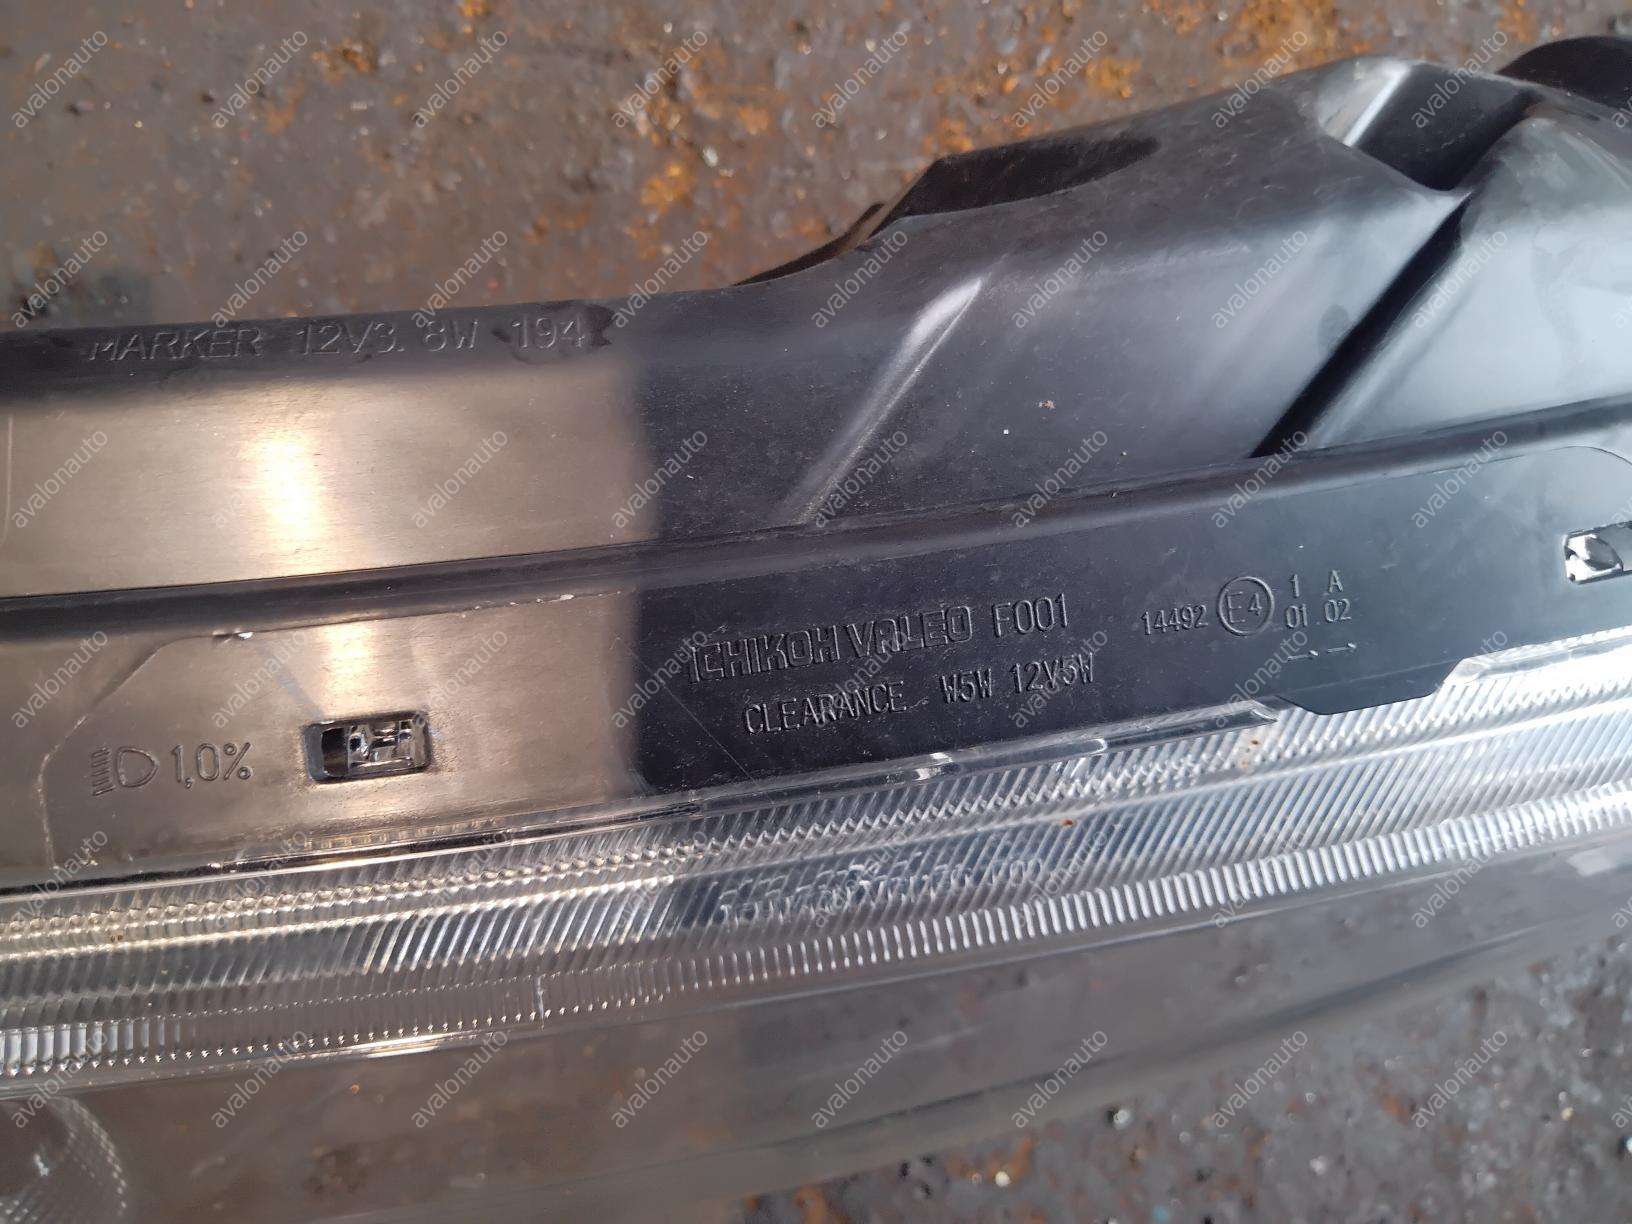 MARKER 12V3.8W 194
ICHIKOH VALEO F001
CLEARANCE W5W 12V5W
14492 E4 1 A
01 02
→ →
1,0%
avalonauto